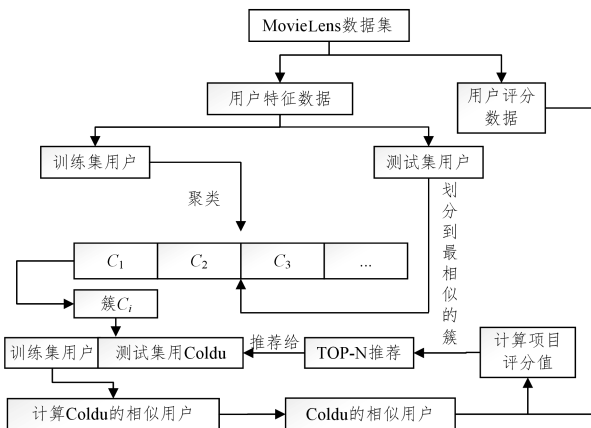 MovieLens数据集
用户特征数据
用户评分
数据
训练集用户
测试集用户
聚类
划分到最相似的簇
C1
C2
C3
...
簇Ci
训练集用户
测试集用Coldu
推荐给
TOP-N推荐
计算项目
评分值
计算Coldu的相似用户
Coldu的相似用户